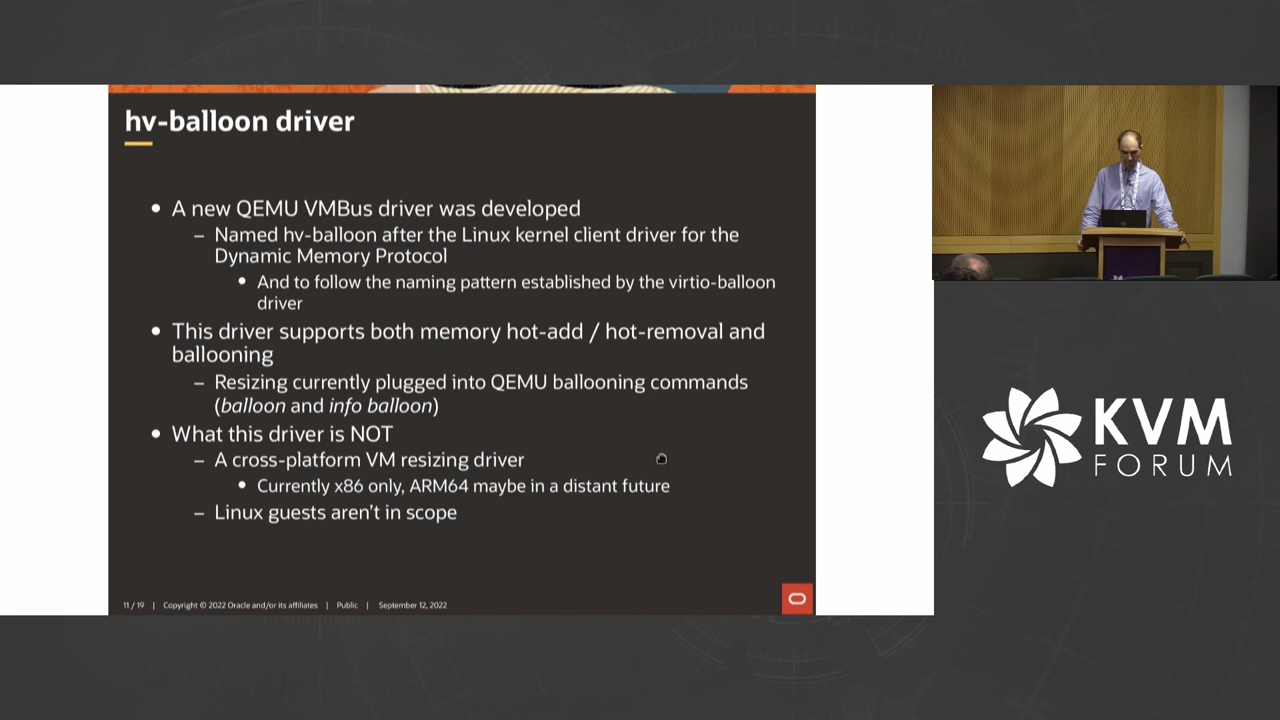 hv-balloon driver
• A new QEMU VMBus driver was developed
– Named hv-balloon after the Linux kernel client driver for the
Dynamic Memory Protocol
• And to follow the naming pattern established by the virtio-balloon
driver
• This driver supports both memory hot-add / hot-removal and
ballooning
– Resizing currently plugged into QEMU ballooning commands
(balloon and info balloon)
• What this driver is NOT
– A cross-platform VM resizing driver
• Currently x86 only, ARM64 maybe in a distant future
– Linux guests aren't in scope
11 / 19 | Copyright © 2022 Oracle and/or its affiliates | Public | September 12, 2022
KVM
FORUM